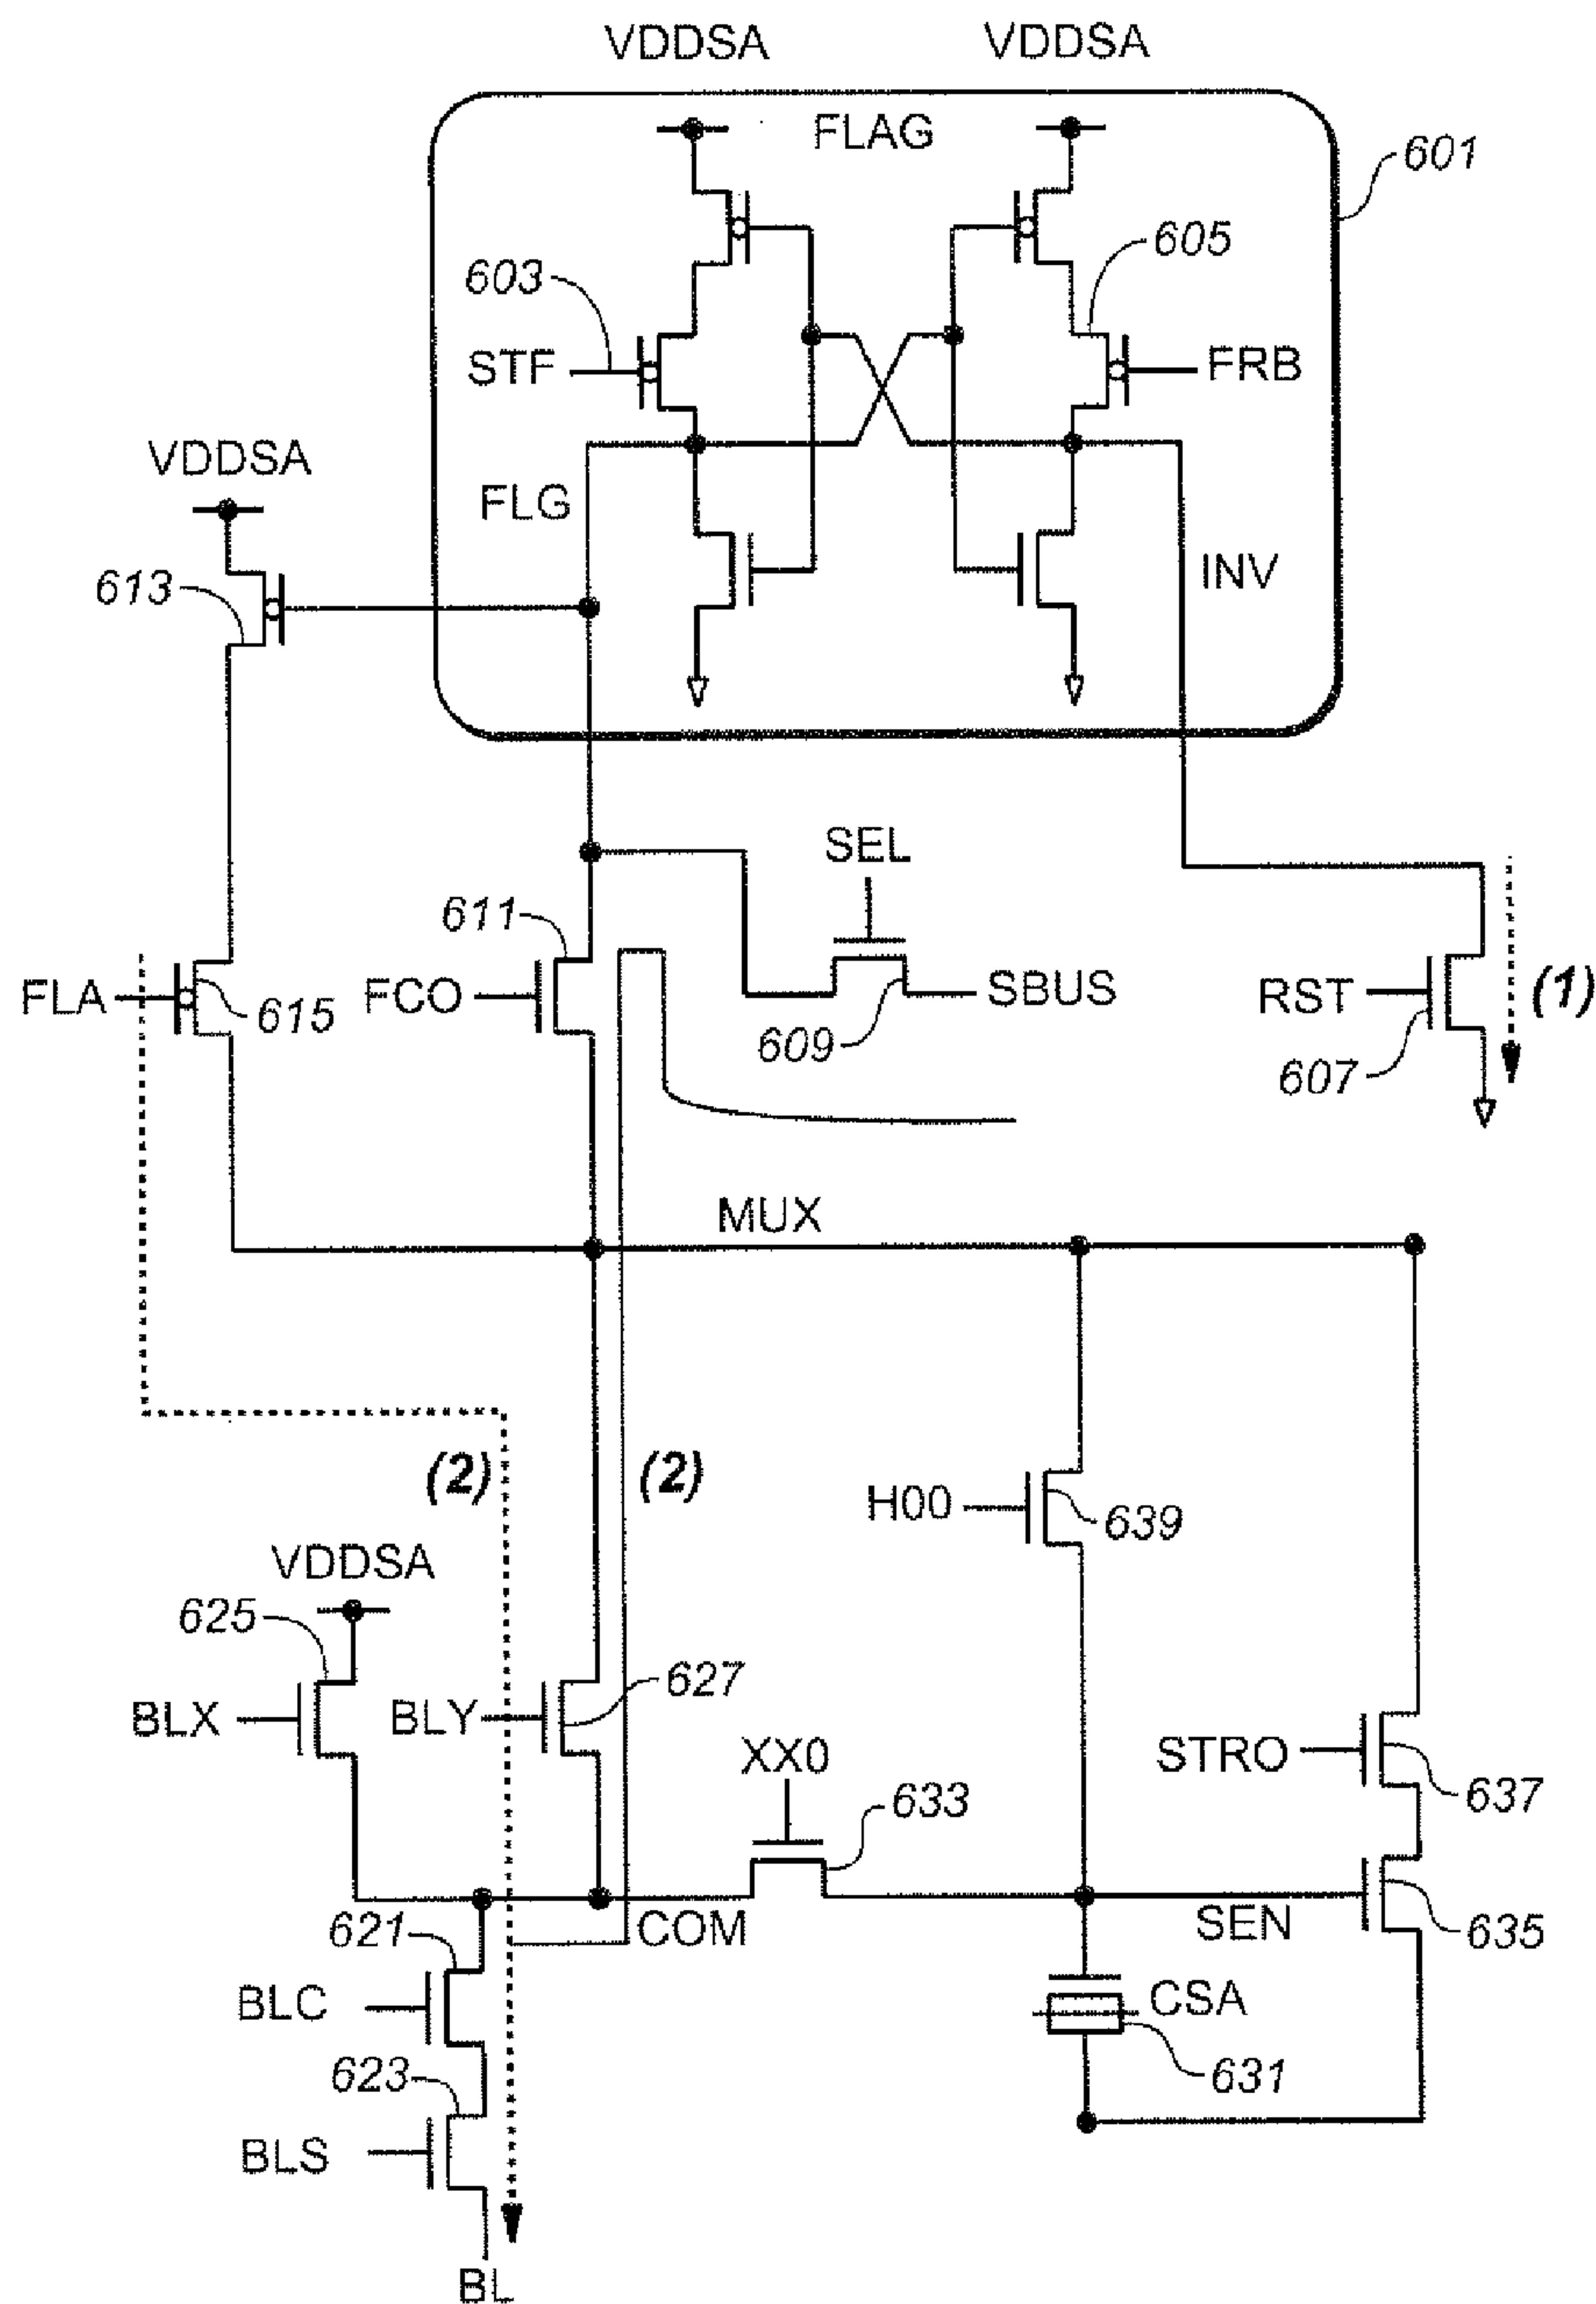 VDDSA
VDDSA
FLAG
601
603
605
STF
FRB
VDDSA
FLG
INV
613
SEL
611
FLA
615
FCO
SBUS
609
RST
(1)
607
MUX
(2)
(2)
H00
639
VDDSA
625
BLX
BLY
627
XX0
633
STRO
637
COM
SEN
635
621
BLC
CSA
631
623
BLS
BL